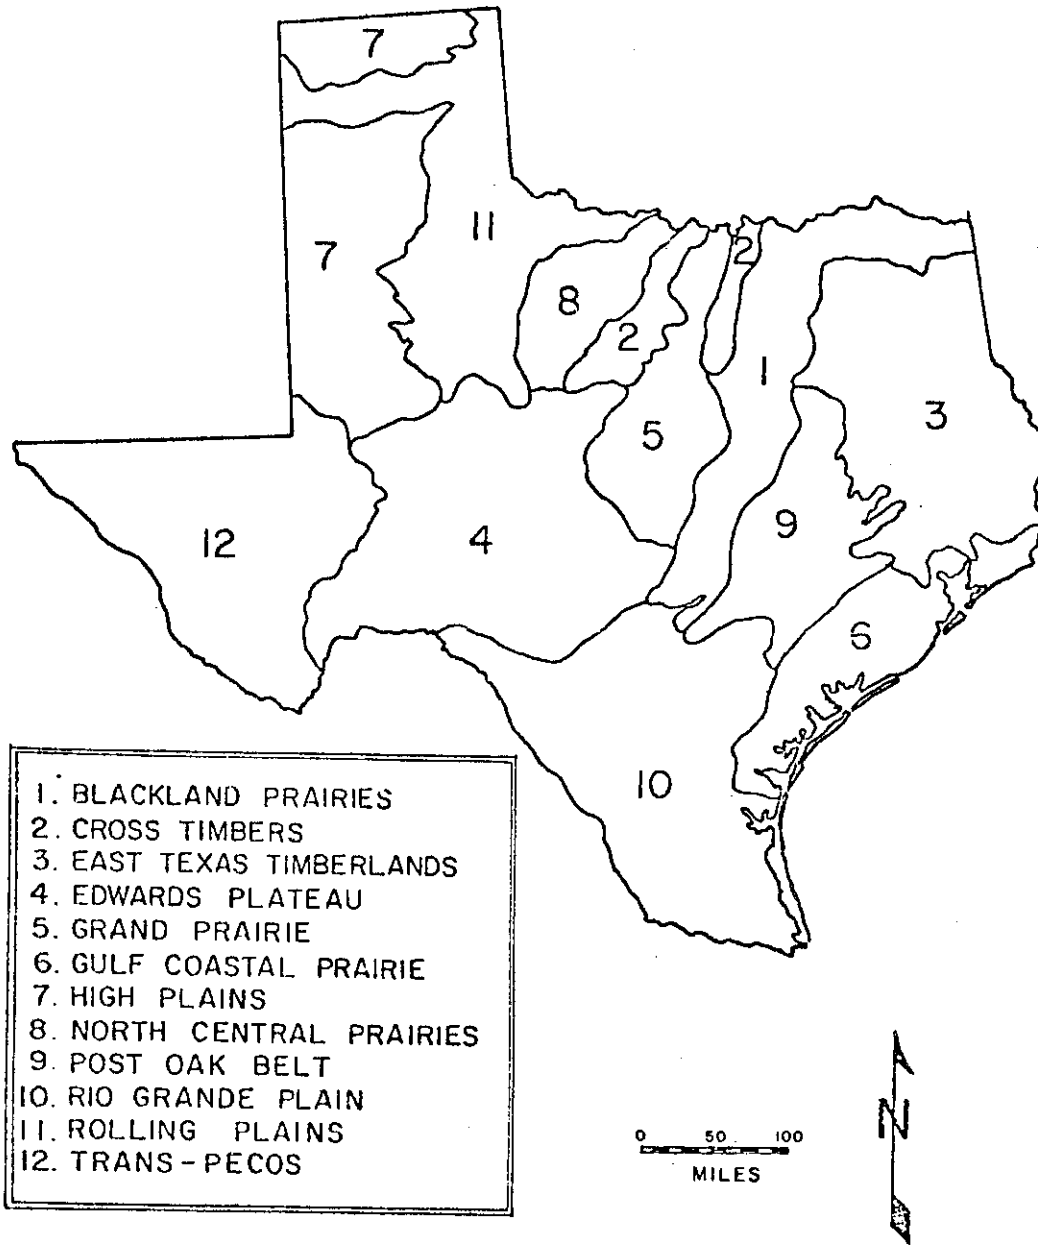 7
7
11
2
8
2
1
3
5
9
12
4
6
10
1. BLACKLAND PRAIRIES
2. CROSS TIMBERS
3. EAST TEXAS TIMBERLANDS
4. EDWARDS PLATEAU
5. GRAND PRAIRIE
6. GULF COASTAL PRAIRIE
7. HIGH PLAINS
8. NORTH CENTRAL PRAIRIES
9. POST OAK BELT
10. RIO GRANDE PLAIN
11. ROLLING PLAINS
12. TRANS-PECOS
0 50 100
MILES
N